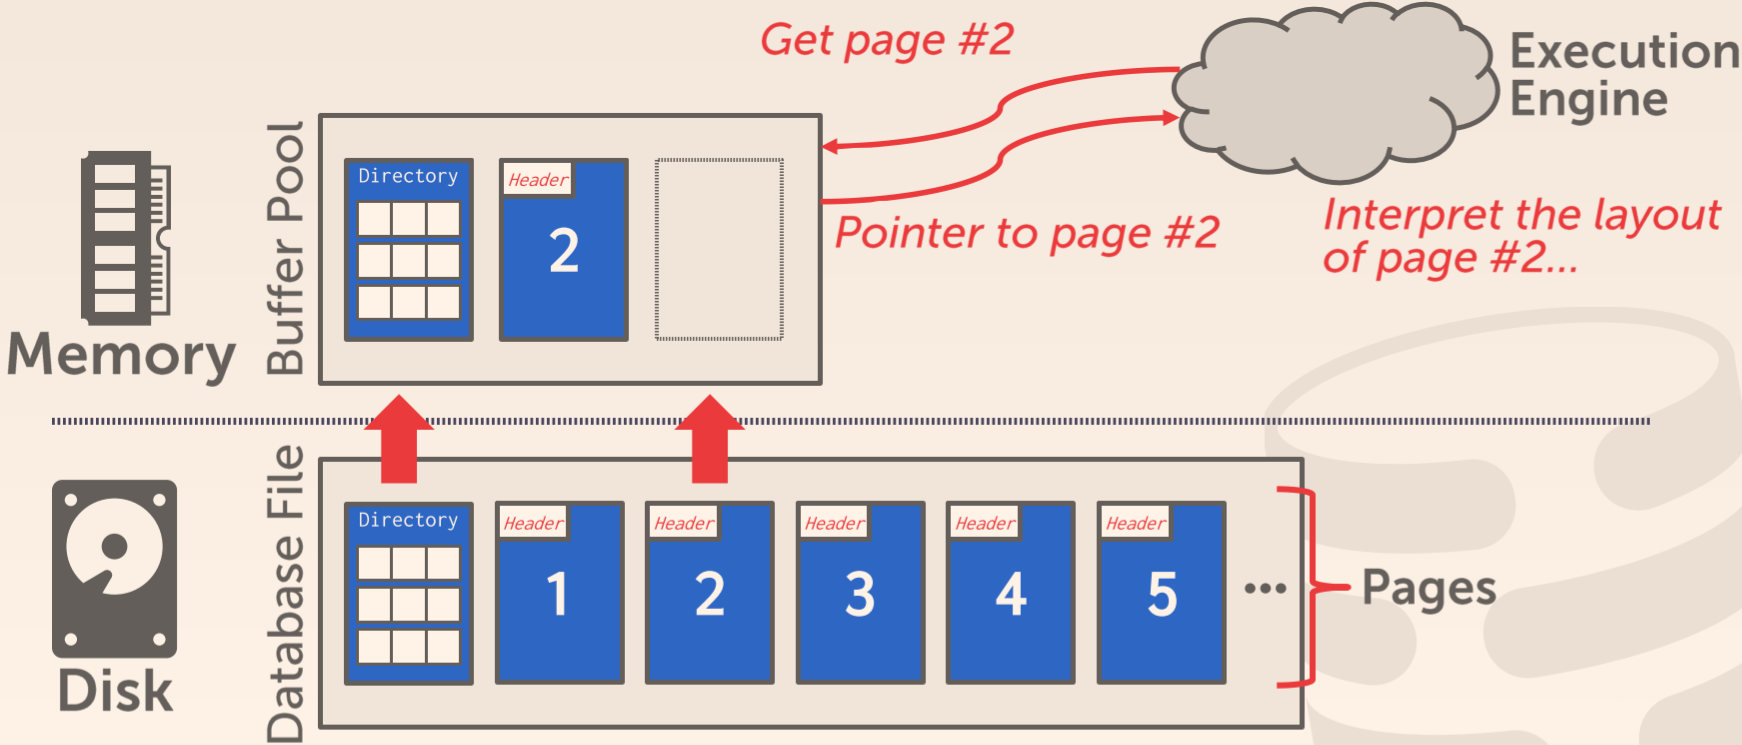 Get page #2
Execution
Engine
Buffer Pool
Directory
Header
2
Pointer to page #2
Interpret the layout
of page #2...
Memory
Database File
Directory
Header
1
Header
2
Header
3
Header
4
Header
5
...
Pages
Disk